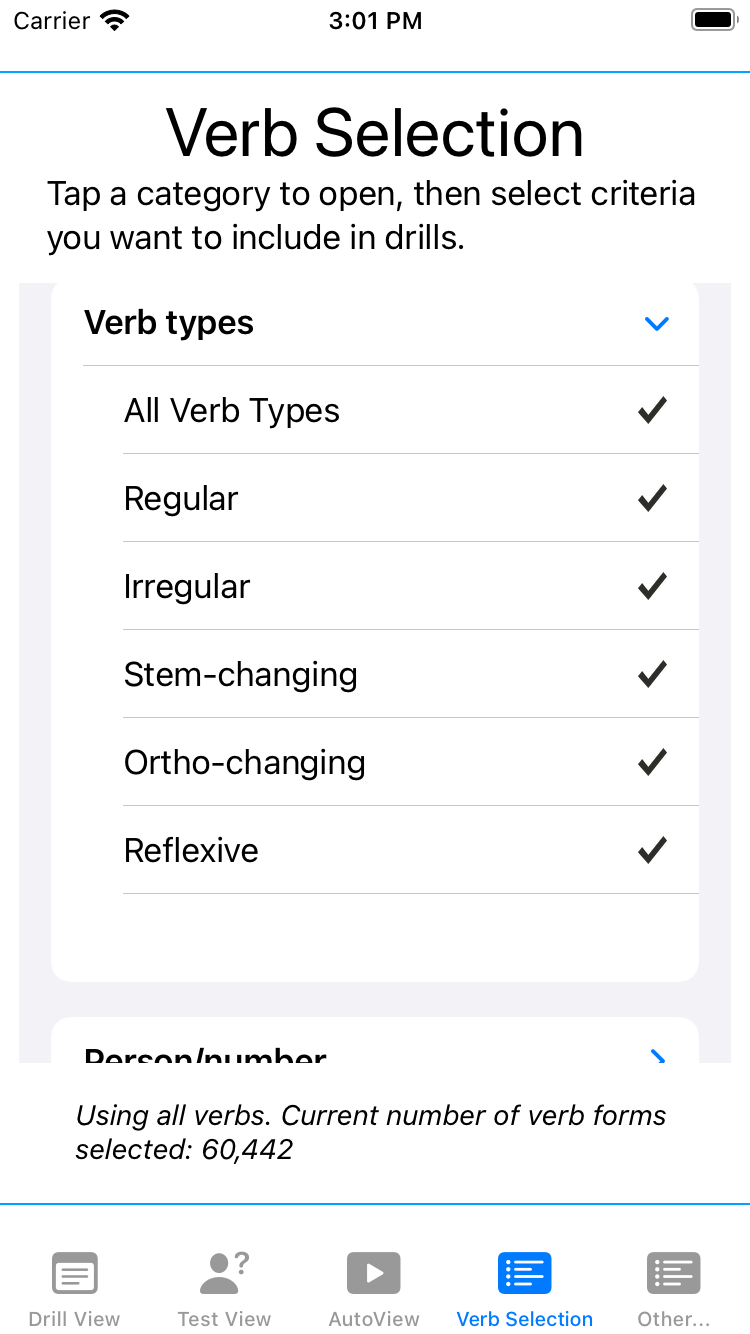 Carrier 3:01 PM
Verb Selection
Tap a category to open, then select criteria
you want to include in drills.
Verb types
All Verb Types
Regular
Irregular
Stem-changing
Ortho-changing
Reflexive
Person/number
Using all verbs. Current number of verb forms
selected: 60,442
?
Drill View Test View AutoView Verb Selection Other...